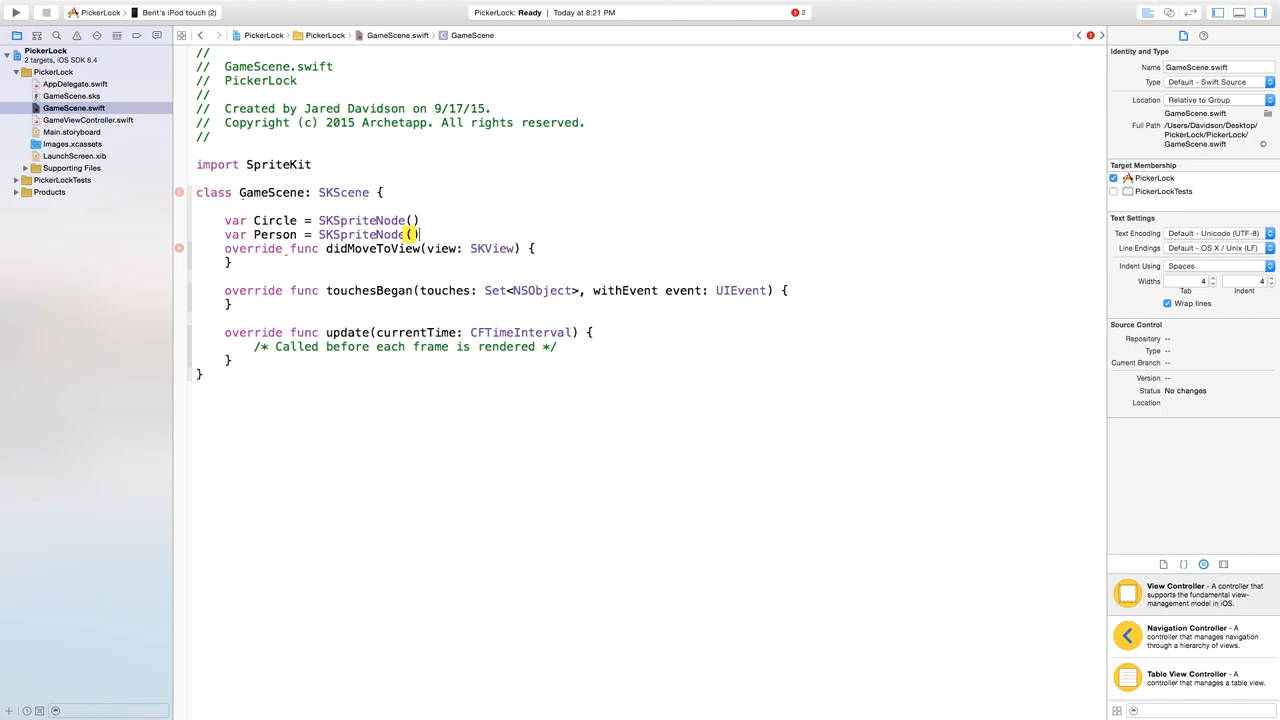 PickerLock
Berit's iPod touch (2)
PickerLock: Ready
Today at 8:21 PM
2
PickerLock
PickerLock
GameScene.swift
GameScene
PickerLock
2 targets, iOS SDK 8.4
PickerLock
AppDelegate.swift
GameScene.sks
GameScene.swift
GameViewController.swift
Main.storyboard
Images.xcassets
LaunchScreen.xib
Supporting Files
PickerLockTests
Products
//
//  GameScene.swift
//  PickerLock
//
//  Created by Jared Davidson on 9/17/15.
//  Copyright (c) 2015 Archetapp. All rights reserved.
//
import SpriteKit
class GameScene: SKScene {
var Circle = SKSpriteNode()
var Person = SKSpriteNode()
override func didMoveToView(view: SKView) {
}
override func touchesBegan(touches: Set<NSObject>, withEvent event: UIEvent) {
}
override func update(currentTime: CFTimeInterval) {
/* Called before each frame is rendered */
}
}
Identity and Type
Name GameScene.swift
Type Default - Swift Source
Location Relative to Group
GameScene.swift
Full Path /Users/Davidson/Desktop/
PickerLock/PickerLock/
GameScene.swift
Target Membership
PickerLock
PickerLockTests
Text Settings
Text Encoding Default - Unicode (UTF-8)
Line Endings Default - OS X / Unix (LF)
Indent Using Spaces
Widths 4 4
Tab Indent
Wrap lines
Source Control
Repository --
Type --
Current Branch --
Version --
Status No changes
Location
View Controller - A controller that
supports the fundamental view-
management model in iOS.
Navigation Controller - A
controller that manages navigation
through a hierarchy of views.
Table View Controller - A
controller that manages a table view.